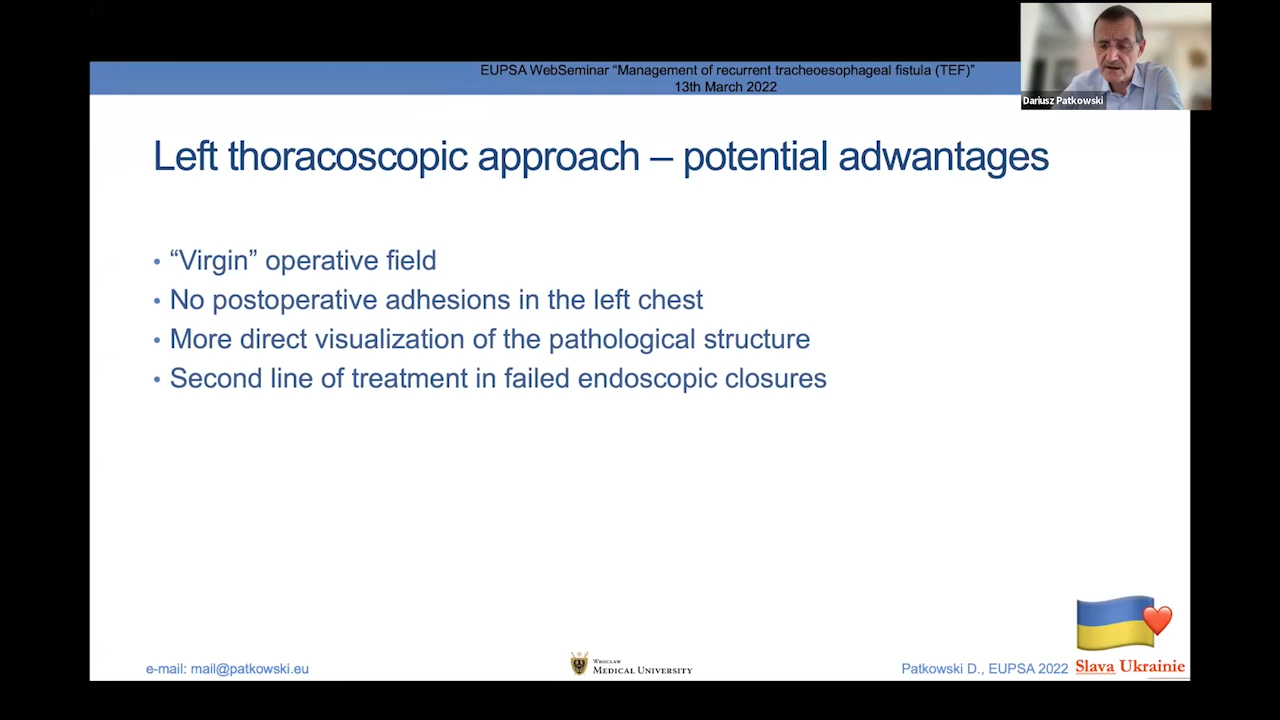 EUPSA WebSeminar “Management of recurrent tracheoesophageal fistula (TEF)”
13th March 2022
Dariusz Patkowski
Left thoracoscopic approach – potential adwantages
• “Virgin” operative field
• No postoperative adhesions in the left chest
• More direct visualization of the pathological structure
• Second line of treatment in failed endoscopic closures
e-mail: mail@patkowski.eu
WROCLAW
MEDICAL UNIVERSITY
Patkowski D., EUPSA 2022
Slava Ukrainie